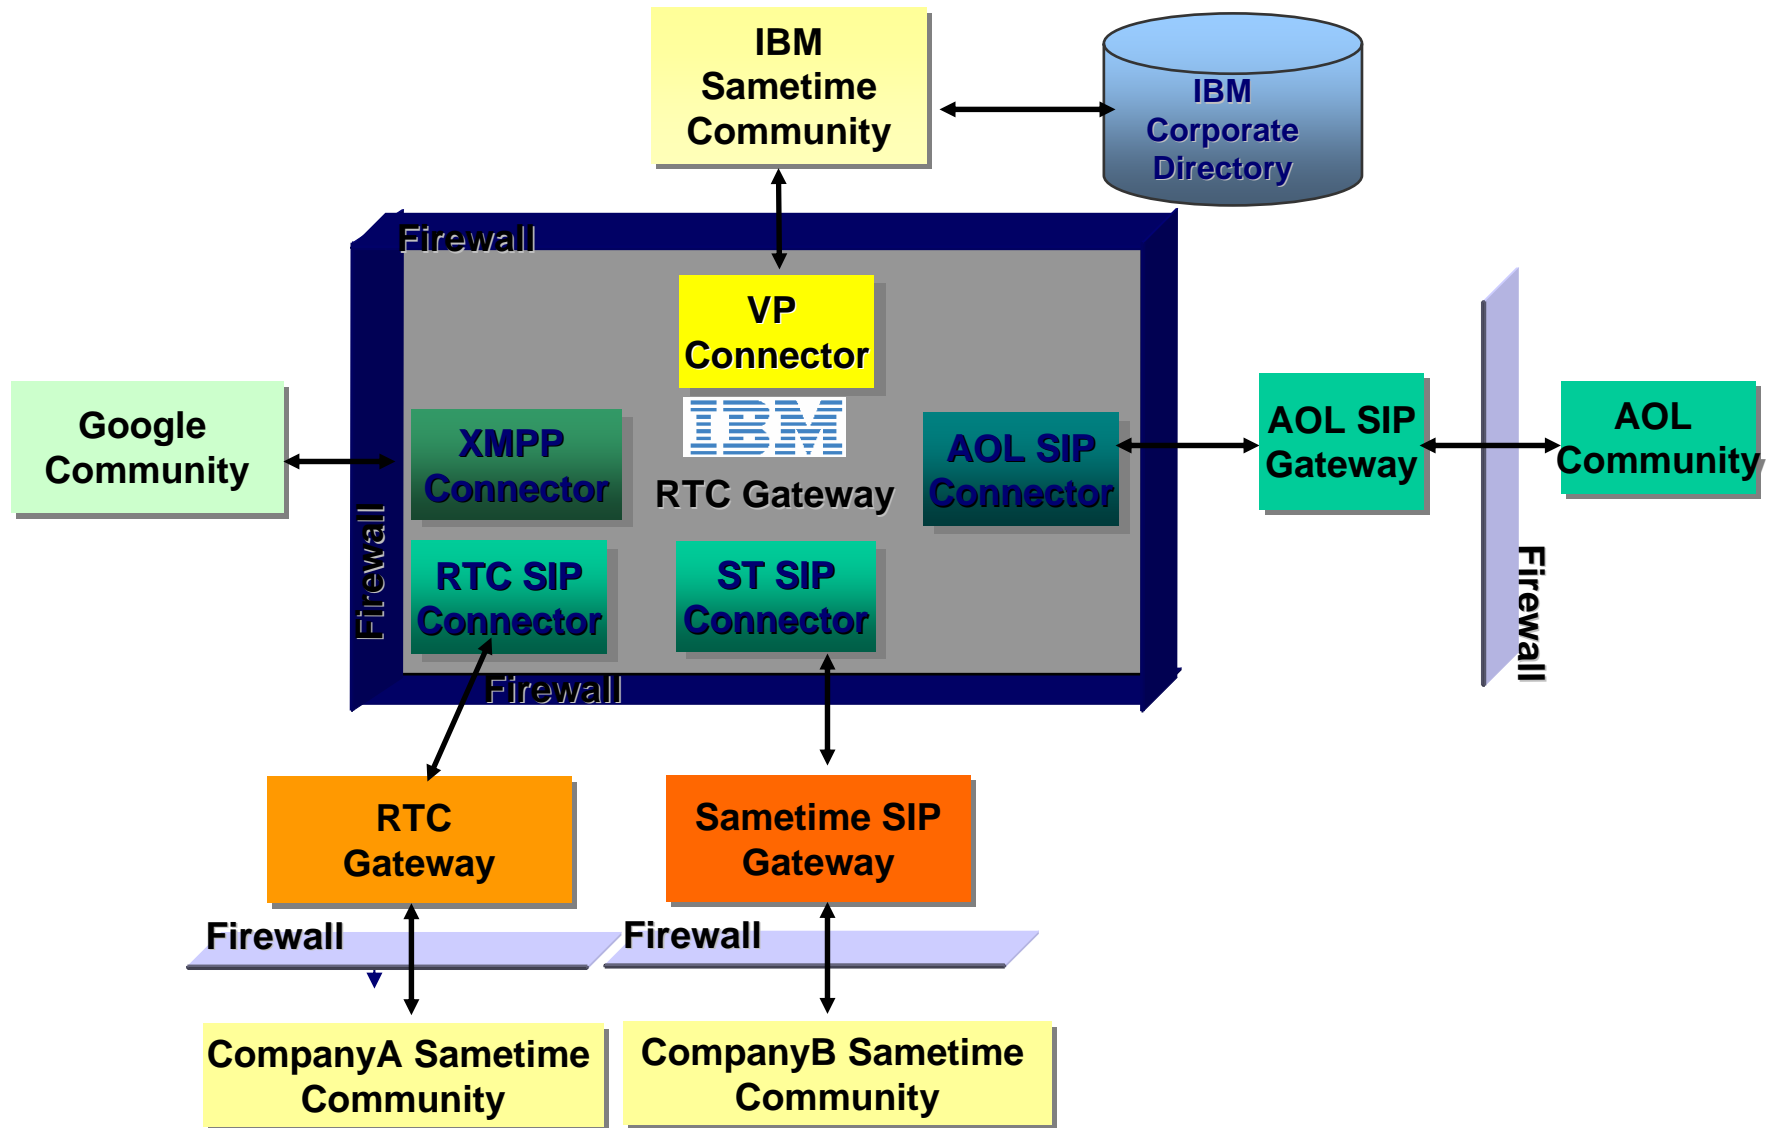 IBM
Sametime
Community
IBM
Corporate
Directory
Firewall
VP
Connector
Google
Community
XMPP
Connector
IBM
RTC Gateway
AOL SIP
Connector
AOL SIP
Gateway
AOL
Community
Firewall
RTC SIP
Connector
ST SIP
Connector
Firewall
Firewall
RTC
Gateway
Sametime SIP
Gateway
Firewall
Firewall
CompanyA Sametime
Community
CompanyB Sametime
Community